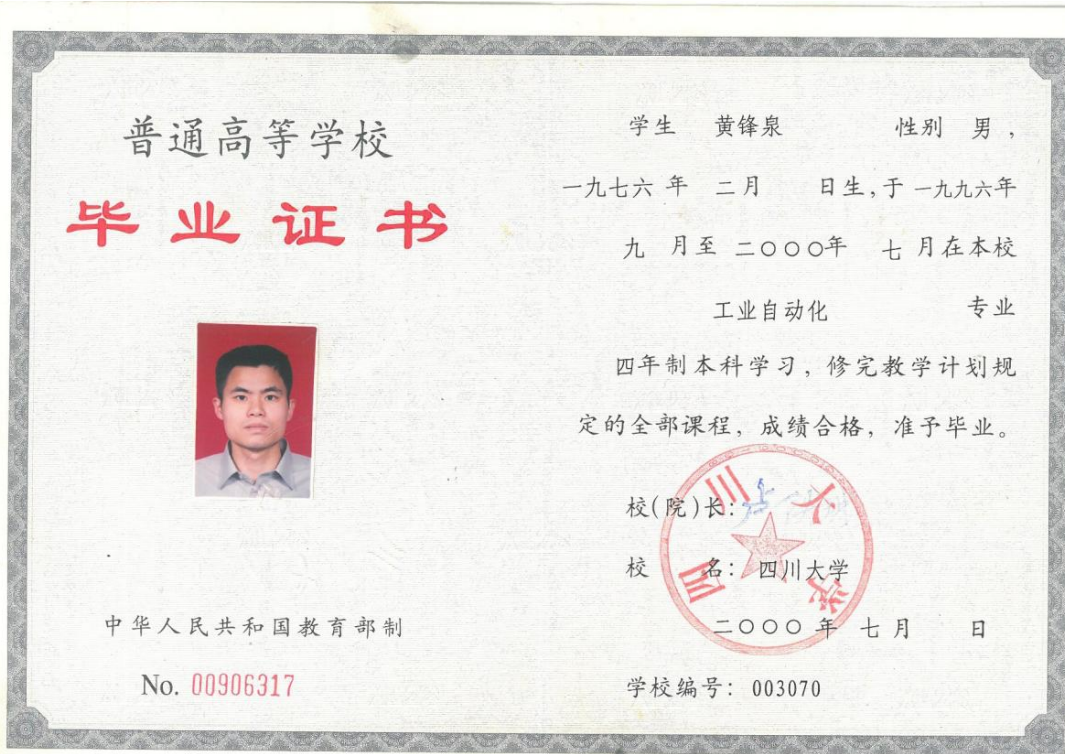 普通高等学校
毕业证书
中华人民共和国教育部制
No. 00906317
学生 黄锋泉 性别 男，
一九七六 年 二月 日生，于 一九九六年
九 月至 二〇〇〇年 七 月在本校
工业自动化 专业
四年制本科学习，修完教学计划规
定的全部课程，成绩合格，准予毕业。
校(院)长：
校 名：四川大学
二〇〇〇 年 七 月 日
学校编号：003070
四川大学